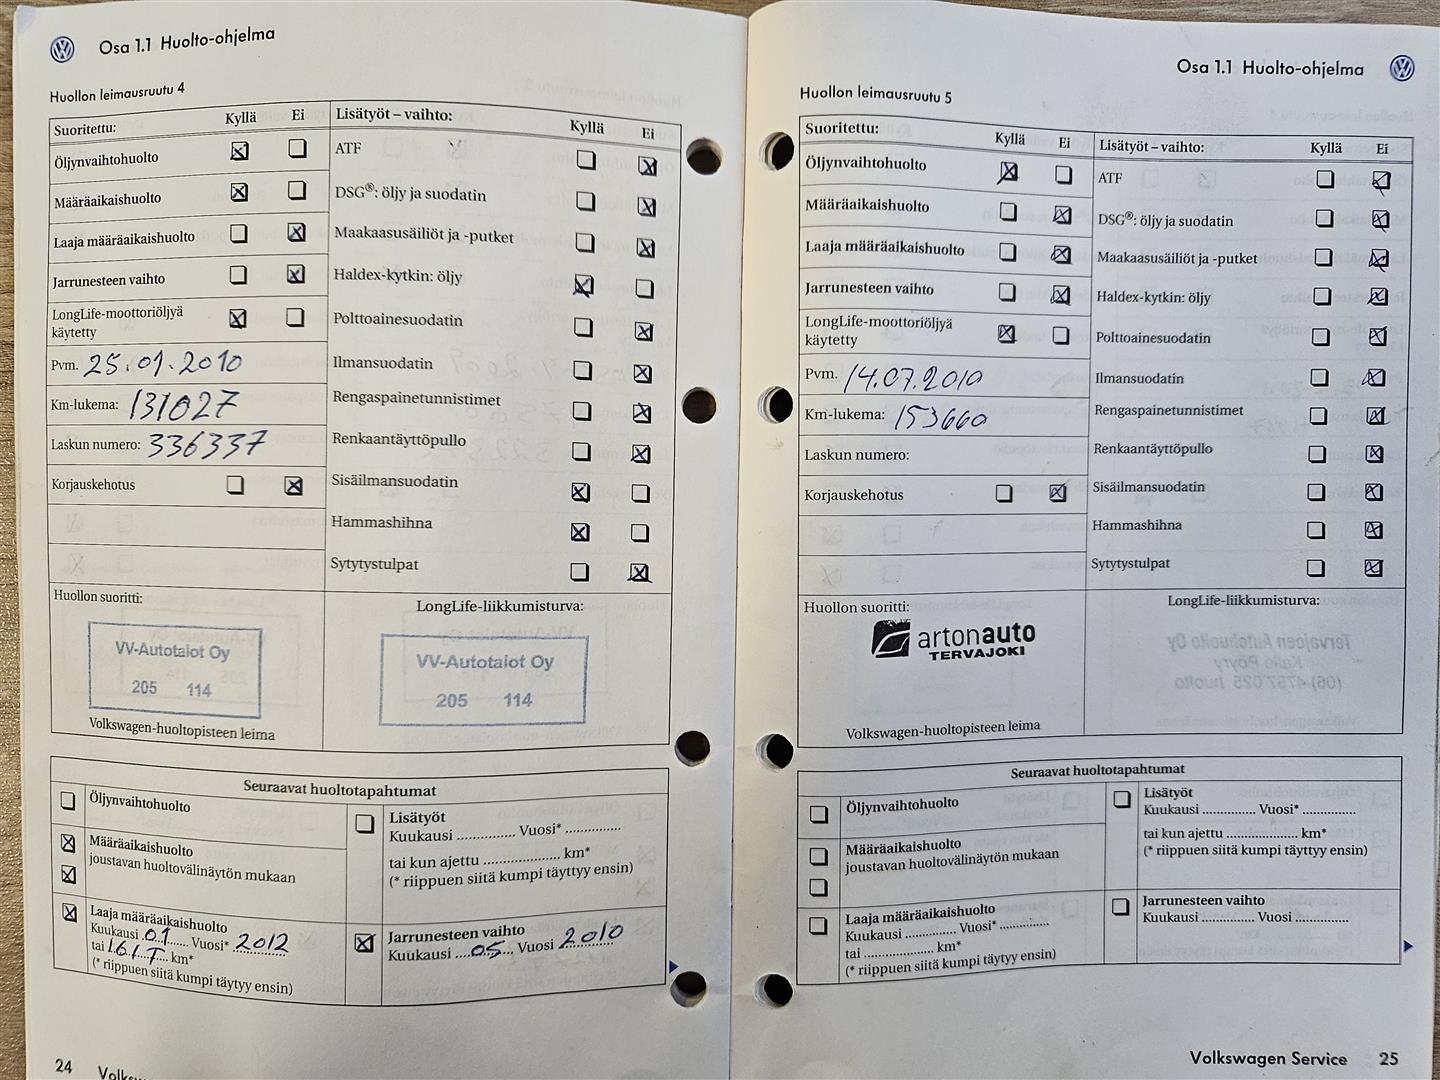 Osa 1.1 Huolto-ohjelma
Huollon leimausruutu 4
Suoritettu: Kyllä Ei
Öljynvaihtohuolto
Määräaikaishuolto
Laaja määräaikaishuolto
Jarrunesteen vaihto
LongLife-moottoriöljyä
käytetty
Pvm. 25.01.2010
Km-lukema: 131027
Laskun numero: 336337
Korjauskehotus
Lisätyöt – vaihto: Kyllä Ei
ATF
DSG®: öljy ja suodatin
Maakaasusäiliöt ja -putket
Haldex-kytkin: öljy
Polttoainesuodatin
Ilmansuodatin
Rengaspainetunnistimet
Renkaantäyttöpullo
Sisäilmansuodatin
Hammashihna
Sytytystulpat
Huollon suoritti:
VV-Autotalot Oy
205 114
Volkswagen-huoltopisteen leima
LongLife-liikkumisturva:
VV-Autotalot Oy
205 114
Seuraavat huoltotapahtumat
Öljynvaihtohuolto
Määräaikaishuolto
joustavan huoltovälinäytön mukaan
Laaja määräaikaishuolto
Kuukausi 01 Vuosi* 2012
tai 161 T km*
(* riippuen siitä kumpi täytyy ensin)
Lisätyöt
Kuukausi ............... Vuosi* ...............
tai kun ajettu .................... km*
(* riippuen siitä kumpi täyttyy ensin)
Jarrunesteen vaihto
Kuukausi ....05.... Vuosi 2010
24
Osa 1.1 Huolto-ohjelma
Huollon leimausruutu 5
Suoritettu: Kyllä Ei
Öljynvaihtohuolto
Määräaikaishuolto
Laaja määräaikaishuolto
Jarrunesteen vaihto
LongLife-moottoriöljyä
käytetty
Pvm. 14.07.2010
Km-lukema: 153660
Laskun numero:
Korjauskehotus
Lisätyöt – vaihto: Kyllä Ei
ATF
DSG®: öljy ja suodatin
Maakaasusäiliöt ja -putket
Haldex-kytkin: öljy
Polttoainesuodatin
Ilmansuodatin
Rengaspainetunnistimet
Renkaantäyttöpullo
Sisäilmansuodatin
Hammashihna
Sytytystulpat
Huollon suoritti:
artonauto
TERVAJOKI
Volkswagen-huoltopisteen leima
LongLife-liikkumisturva:
Seuraavat huoltotapahtumat
Öljynvaihtohuolto
Määräaikaishuolto
joustavan huoltovälinäytön mukaan
Laaja määräaikaishuolto
Kuukausi ............... Vuosi* ...............
tai .................... km*
(* riippuen siitä kumpi täytyy ensin)
Lisätyöt
Kuukausi ............... Vuosi* ...............
tai kun ajettu .................... km*
(* riippuen siitä kumpi täyttyy ensin)
Jarrunesteen vaihto
Kuukausi ............... Vuosi ...............
Volkswagen Service 25